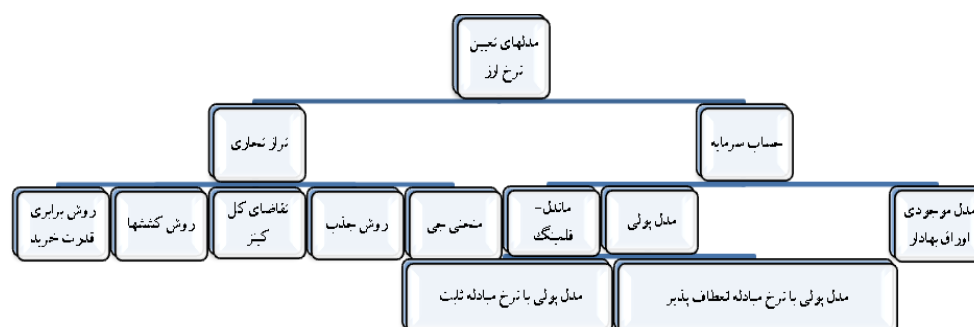 مدلهای تعیین
نرخ ارز
حساب سرمایه
تراز تجاری
مدل موجودی
اوراق بهادار
مدل پولی
ماندل-
فلمینگ
منحنی جی
روش جذب
تقاضای کل
کینز
روش کششها
روش برابری
قدرت خرید
مدل پولی با نرخ مبادله انعطاف پذیر
مدل پولی با نرخ مبادله ثابت